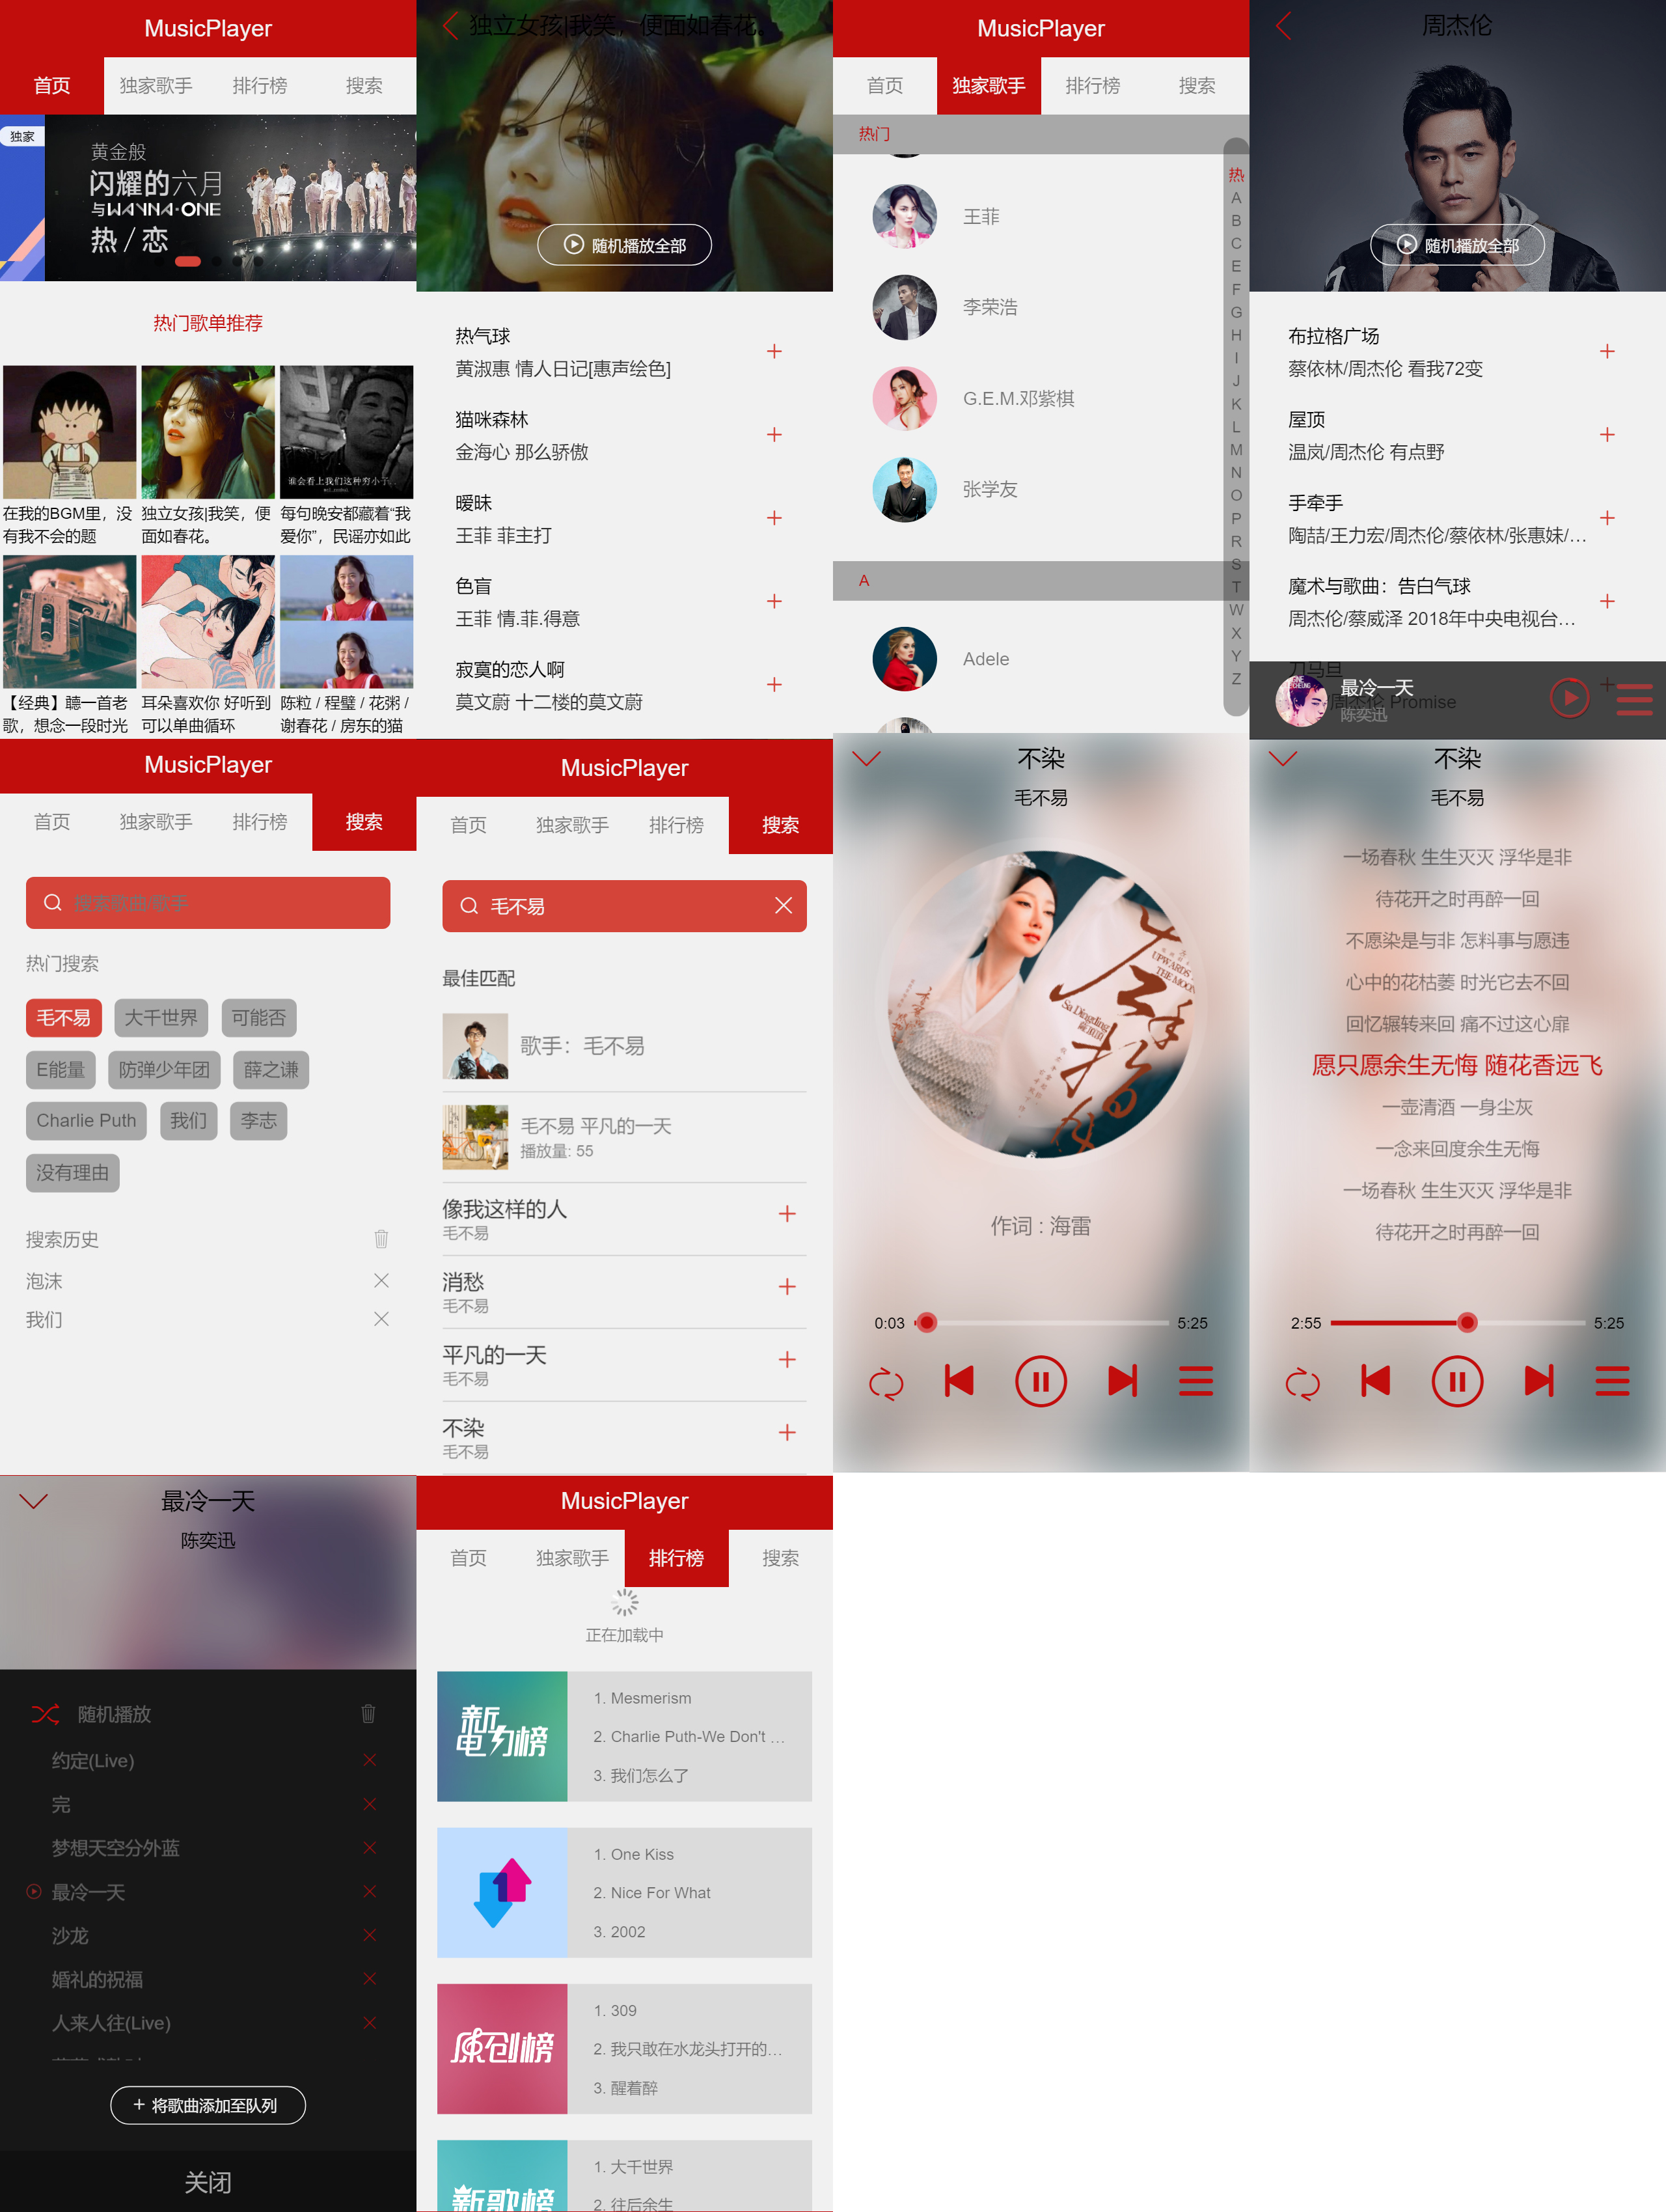 MusicPlayer
首页 独家歌手 排行榜 搜索
独家
黄金般
闪耀的六月
与WANNA·ONE
热/恋
热门歌单推荐
谁会看上我们这种穷小子
在我的BGM里，没有我不会的题
独立女孩|我笑，便面如春花。
每句晚安都藏着“我爱你”，民谣亦如此
【经典】聽一首老歌，想念一段时光
耳朵喜欢你 好听到可以单曲循环
陈粒 / 程璧 / 花粥 / 谢春花 / 房东的猫
独立女孩|我笑，便面如春花。
随机播放全部
热气球
黄淑惠 情人日记[惠声绘色]
猫咪森林
金海心 那么骄傲
暧昧
王菲 菲主打
色盲
王菲 情.菲.得意
寂寞的恋人啊
莫文蔚 十二楼的莫文蔚
MusicPlayer
首页 独家歌手 排行榜 搜索
热门
王菲
李荣浩
G.E.M.邓紫棋
张学友
A
Adele
热
A
B
C
E
F
G
H
I
J
K
L
M
N
O
P
R
S
T
W
X
Y
Z
周杰伦
随机播放全部
布拉格广场
蔡依林/周杰伦 看我72变
屋顶
温岚/周杰伦 有点野
手牵手
陶喆/王力宏/周杰伦/蔡依林/张惠妹/…
魔术与歌曲：告白气球
周杰伦/蔡威泽 2018年中央电视台…
刀马旦
周杰伦 Promise
最冷一天
陈奕迅
MusicPlayer
首页 独家歌手 排行榜 搜索
搜索歌曲/歌手
热门搜索
毛不易 大千世界 可能否
E能量 防弹少年团 薛之谦
Charlie Puth 我们 李志
没有理由
搜索历史
泡沫
我们
MusicPlayer
首页 独家歌手 排行榜 搜索
毛不易
最佳匹配
歌手：毛不易
毛不易 平凡的一天
播放量: 55
像我这样的人
毛不易
消愁
毛不易
平凡的一天
毛不易
不染
毛不易
不染
毛不易
左手指月
UPWARDS
THE MOON
Sa Dingding
作词 : 海雷
0:03 5:25
不染
毛不易
一场春秋 生生灭灭 浮华是非
待花开之时再醉一回
不愿染是与非 怎料事与愿违
心中的花枯萎 时光它去不回
回忆辗转来回 痛不过这心扉
愿只愿余生无悔 随花香远飞
一壶清酒 一身尘灰
一念来回度余生无悔
一场春秋 生生灭灭 浮华是非
待花开之时再醉一回
2:55 5:25
最冷一天
陈奕迅
随机播放
约定(Live)
完
梦想天空分外蓝
最冷一天
沙龙
婚礼的祝福
人来人往(Live)
将歌曲添加至队列
关闭
MusicPlayer
首页 独家歌手 排行榜 搜索
正在加载中
新电力榜
1. Mesmerism
2. Charlie Puth-We Don't …
3. 我们怎么了
1. One Kiss
2. Nice For What
3. 2002
原创榜
1. 309
2. 我只敢在水龙头打开的…
3. 醒着醉
新歌榜
1. 大千世界
2. 往后余生